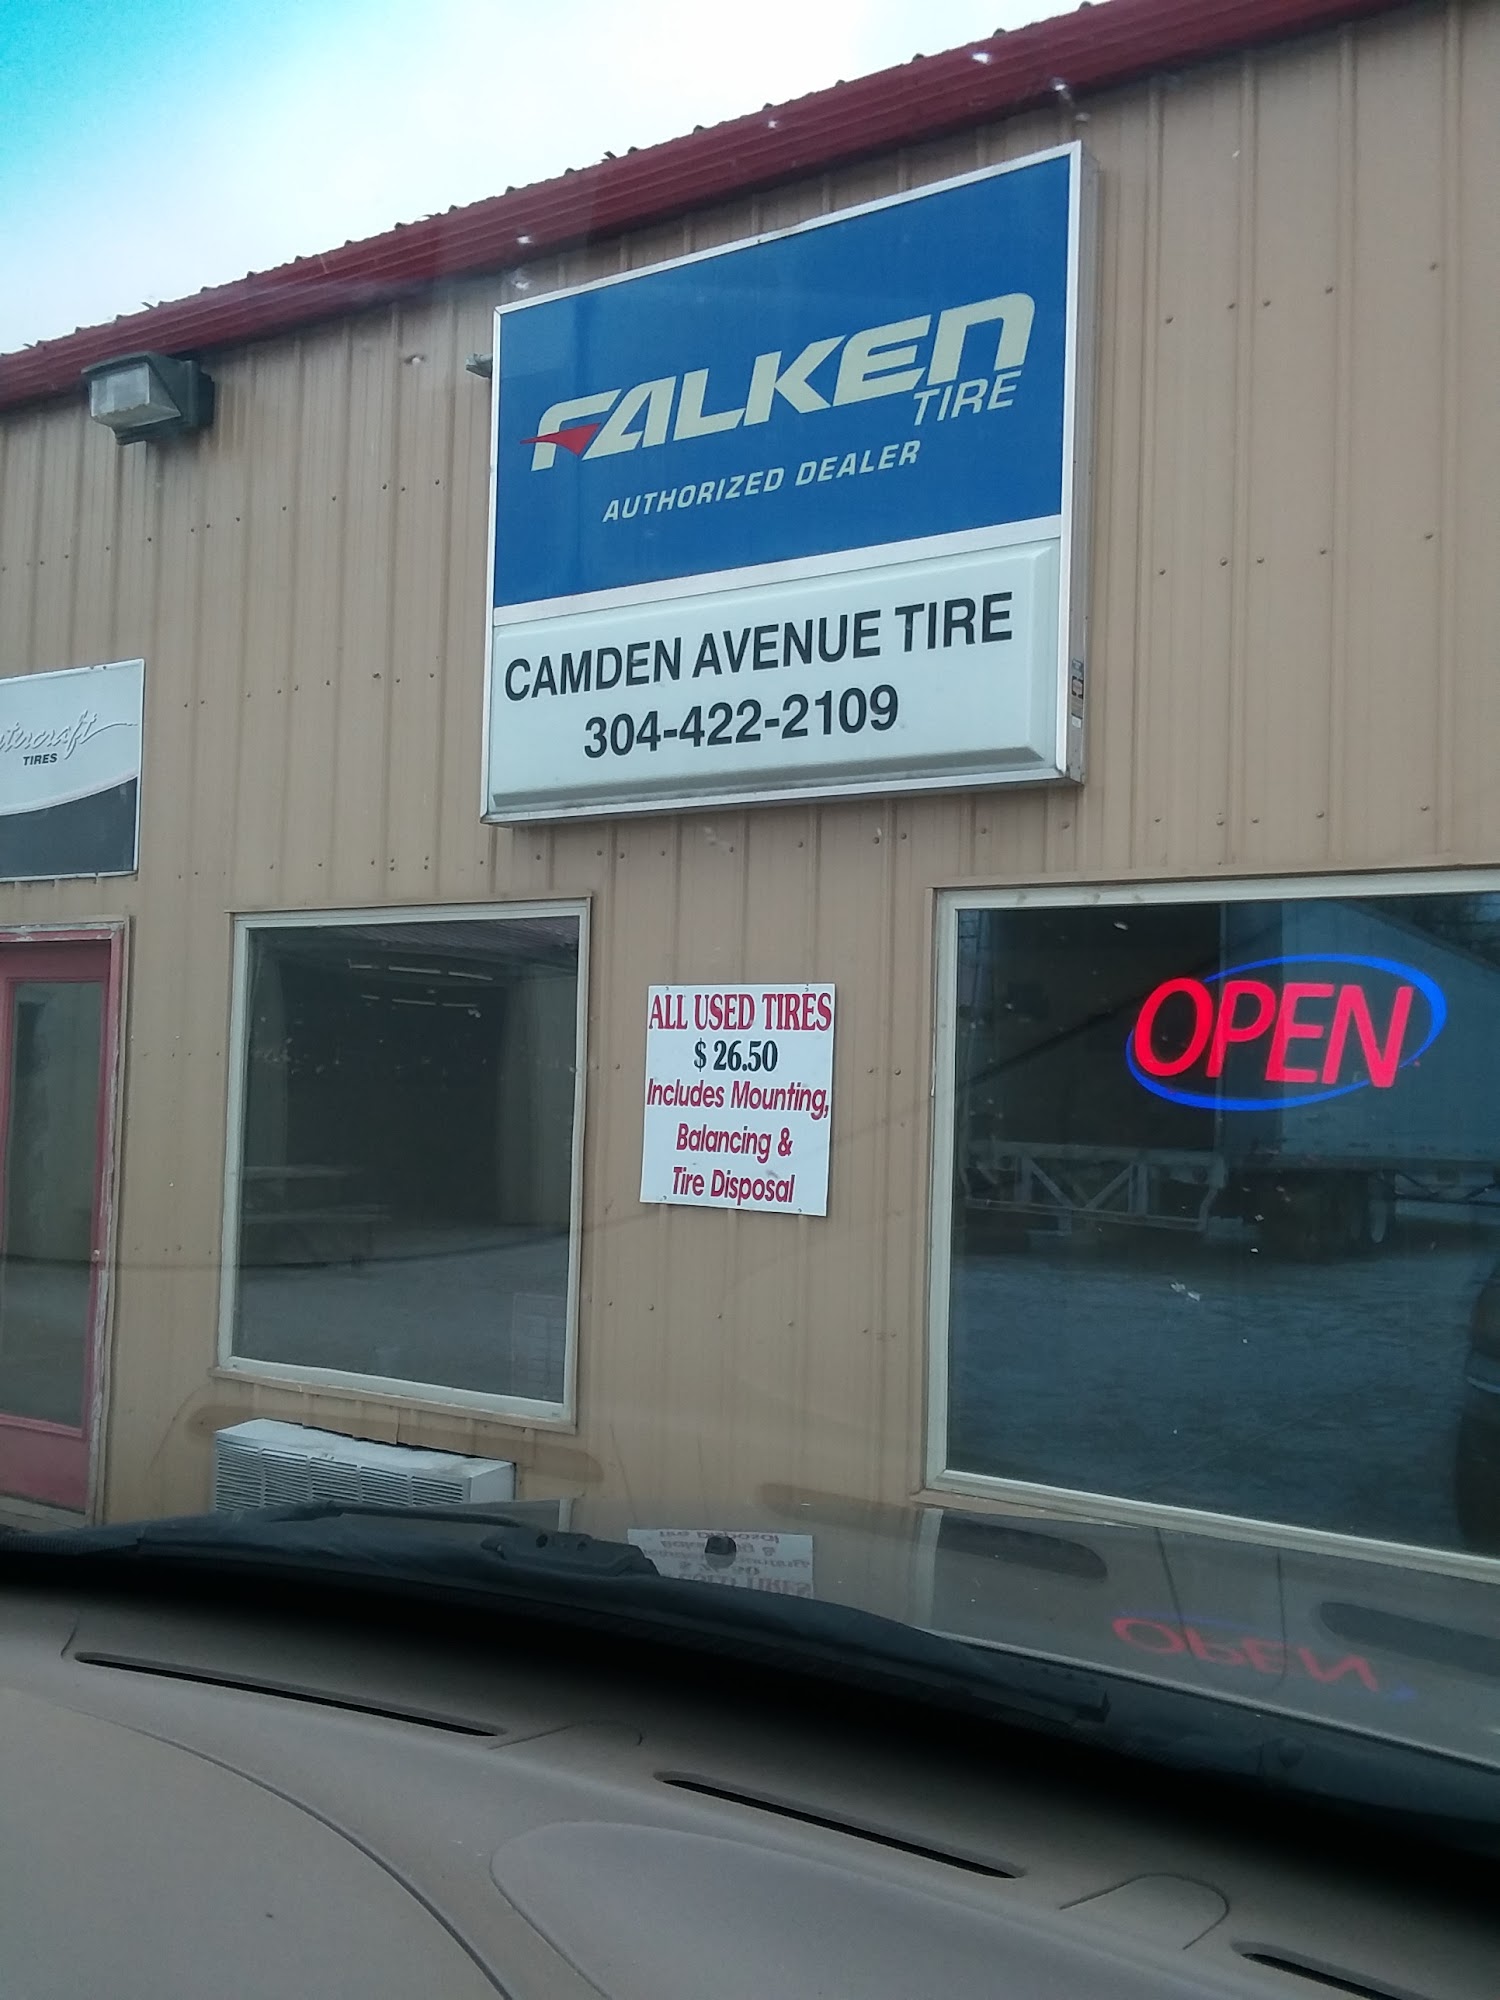 FALKEN
TIRE
AUTHORIZED DEALER
CAMDEN AVENUE TIRE
304-422-2109
TIRES
ALL USED TIRES
$ 26.50
Includes Mounting,
Balancing &
Tire Disposal
OPEN